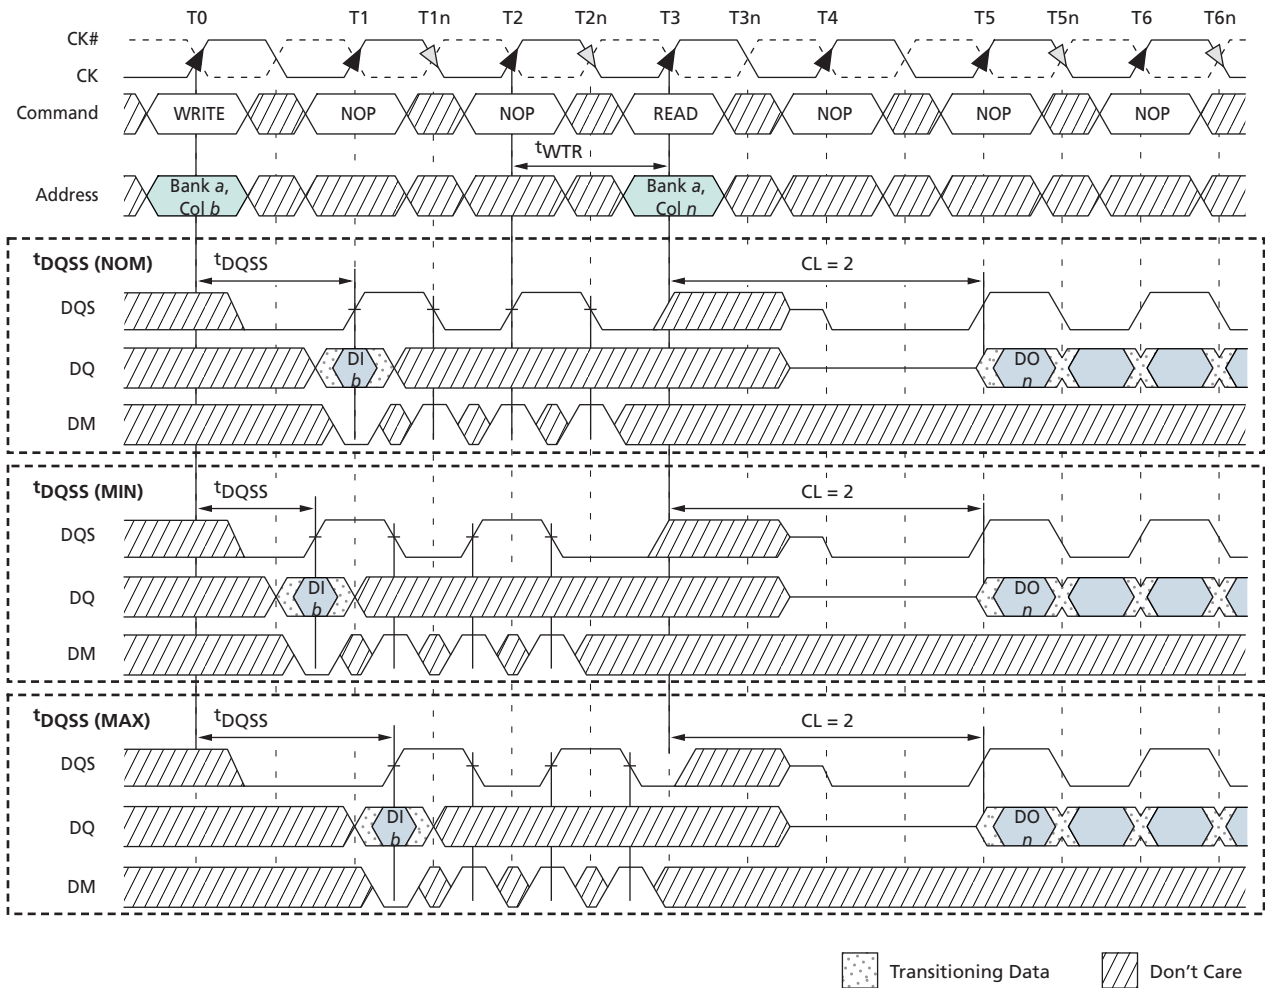 T0 T1 T1n T2 T2n T3 T3n T4 T5 T5n T6 T6n
CK#
CK
Command WRITE NOP NOP READ NOP NOP NOP
tWTR
Address Bank a, Col b Bank a, Col n
tDQSS (NOM) tDQSS CL = 2
DQS
DQ DI b DO n
DM
tDQSS (MIN) tDQSS CL = 2
DQS
DQ DI b DO n
DM
tDQSS (MAX) tDQSS CL = 2
DQS
DQ DI b DO n
DM
Transitioning Data Don't Care